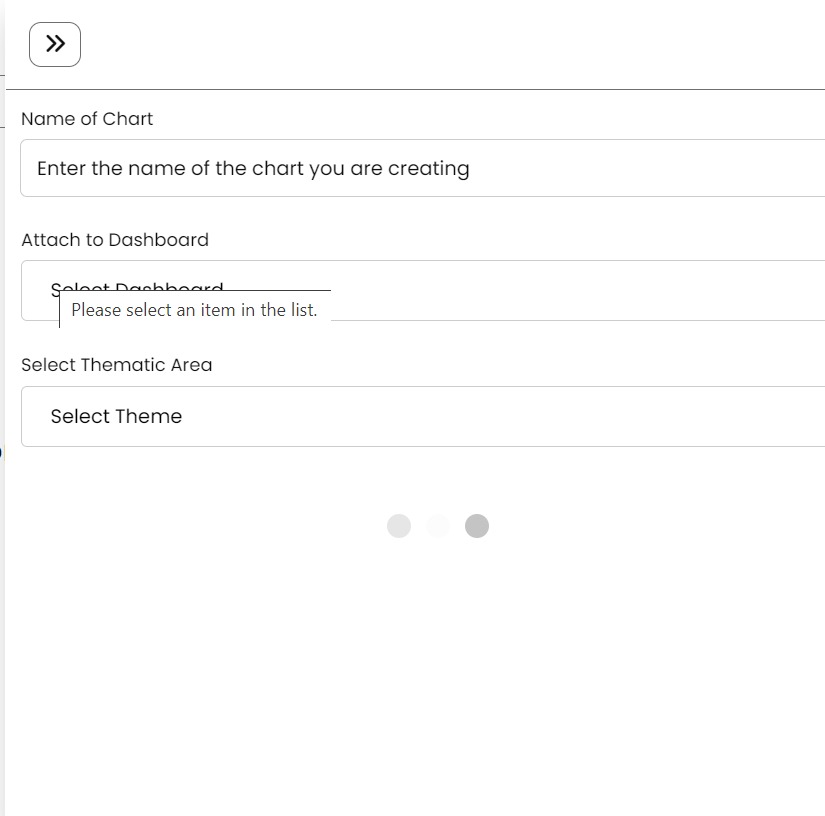 Name of Chart
Enter the name of the chart you are creating
Attach to Dashboard
Select Dashboard
Please select an item in the list.
Select Thematic Area
Select Theme